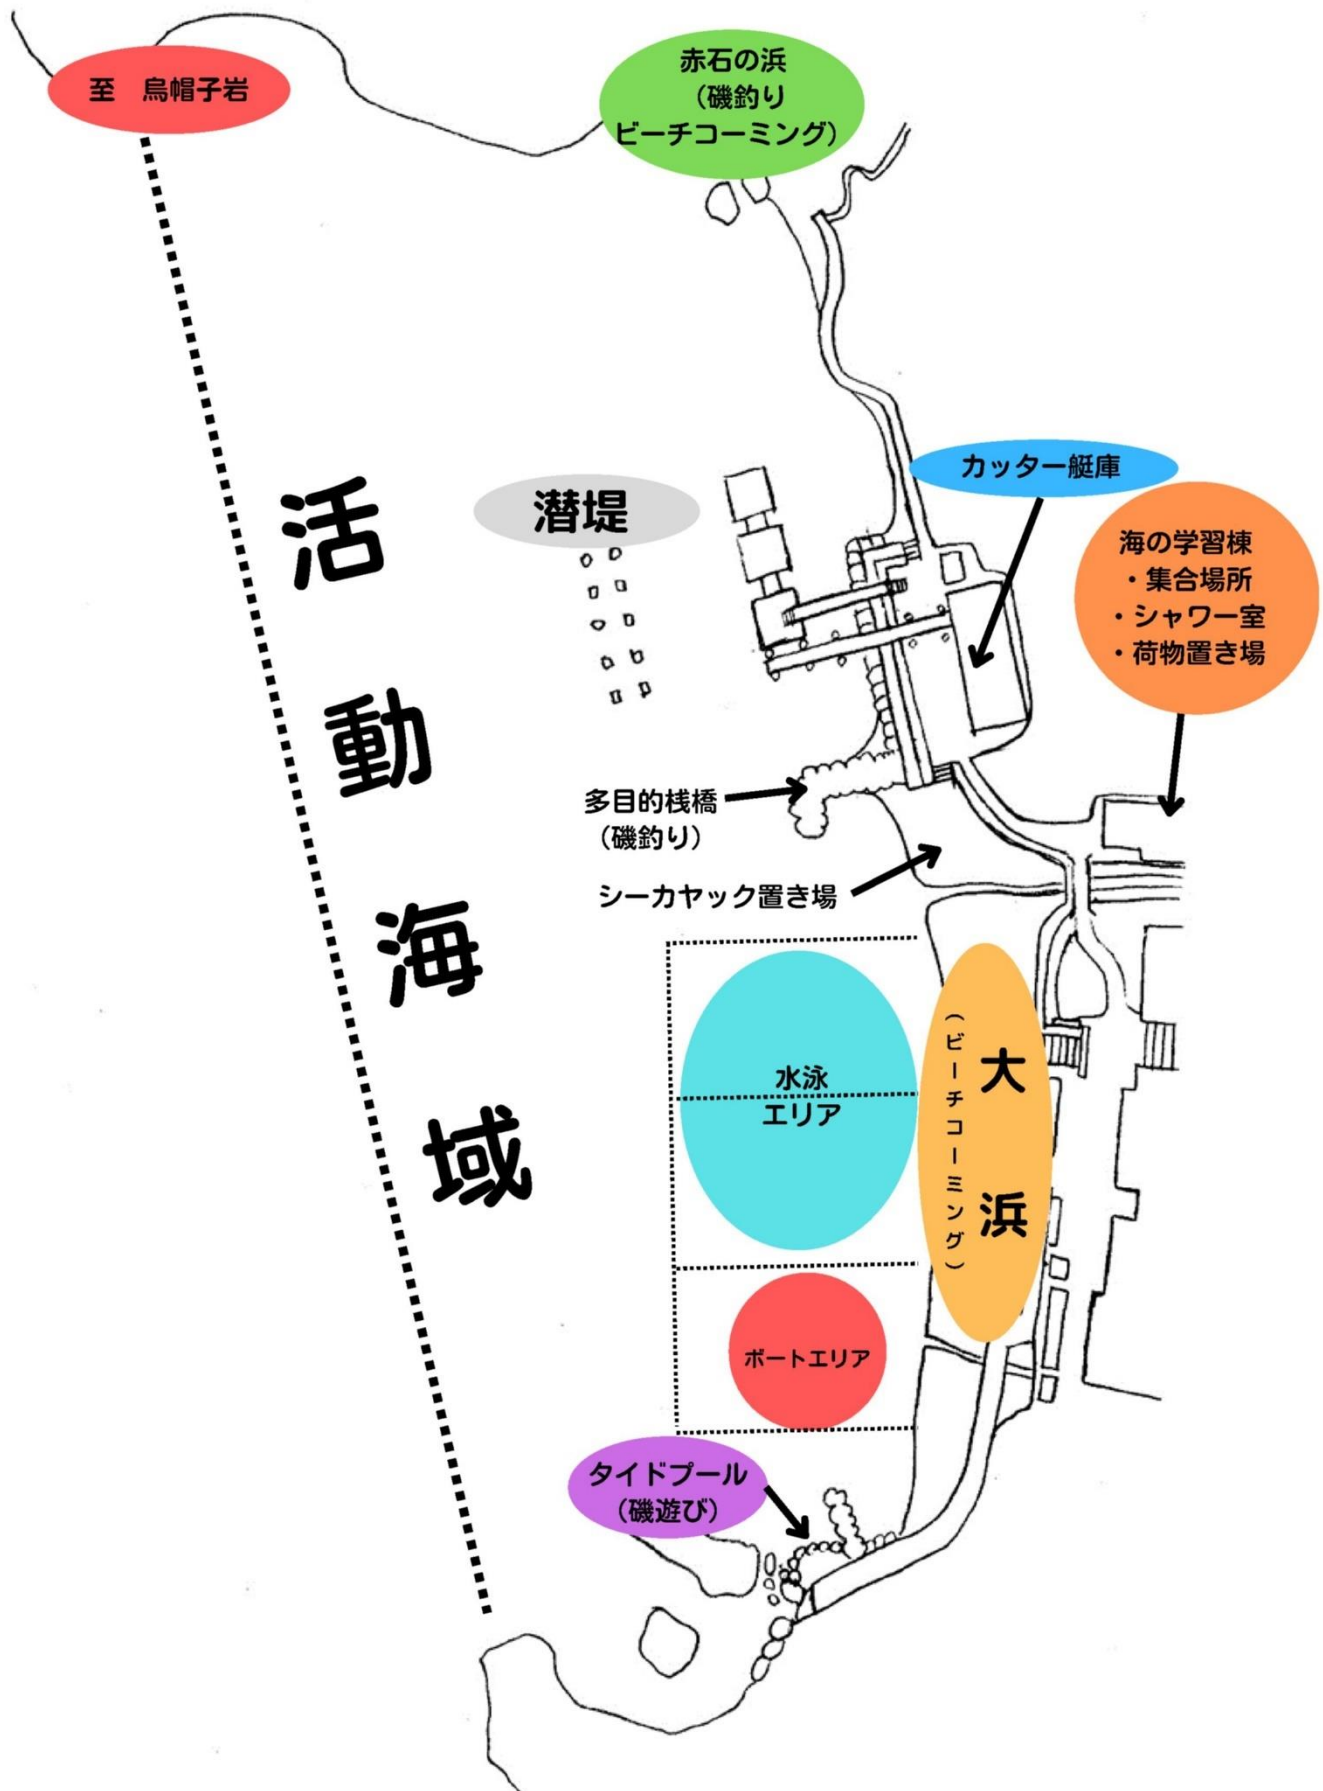 至　烏帽子岩
赤石の浜
（磯釣り
ビーチコーミング）
カッター艇庫
潜堤
海の学習棟
・集合場所
・シャワー室
・荷物置き場
活動海域
多目的桟橋
（磯釣り）
シーカヤック置き場
大浜
（ビーチコーミング）
水泳
エリア
ボートエリア
タイドプール
（磯遊び）